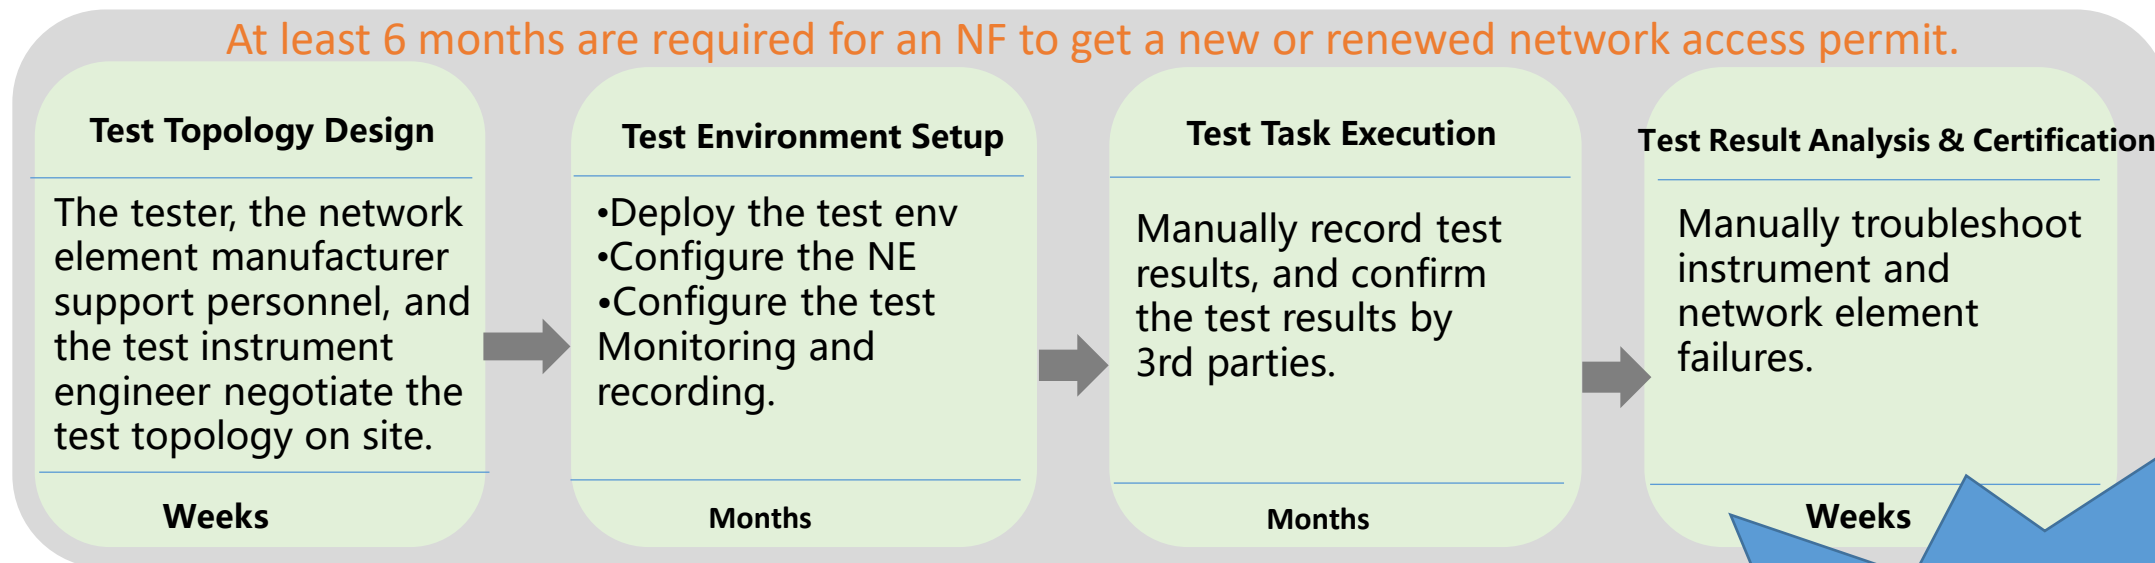 At least 6 months are required for an NF to get a new or renewed network access permit.
Test Topology Design
The tester, the network
element manufacturer
support personnel, and
the test instrument
engineer negotiate the
test topology on site.
Weeks
Test Environment Setup
•Deploy the test env
•Configure the NE
•Configure the test
Monitoring and
recording.
Months
Test Task Execution
Manually record test
results, and confirm
the test results by
3rd parties.
Months
Test Result Analysis & Certification
Manually troubleshoot
instrument and
network element
failures.
Weeks